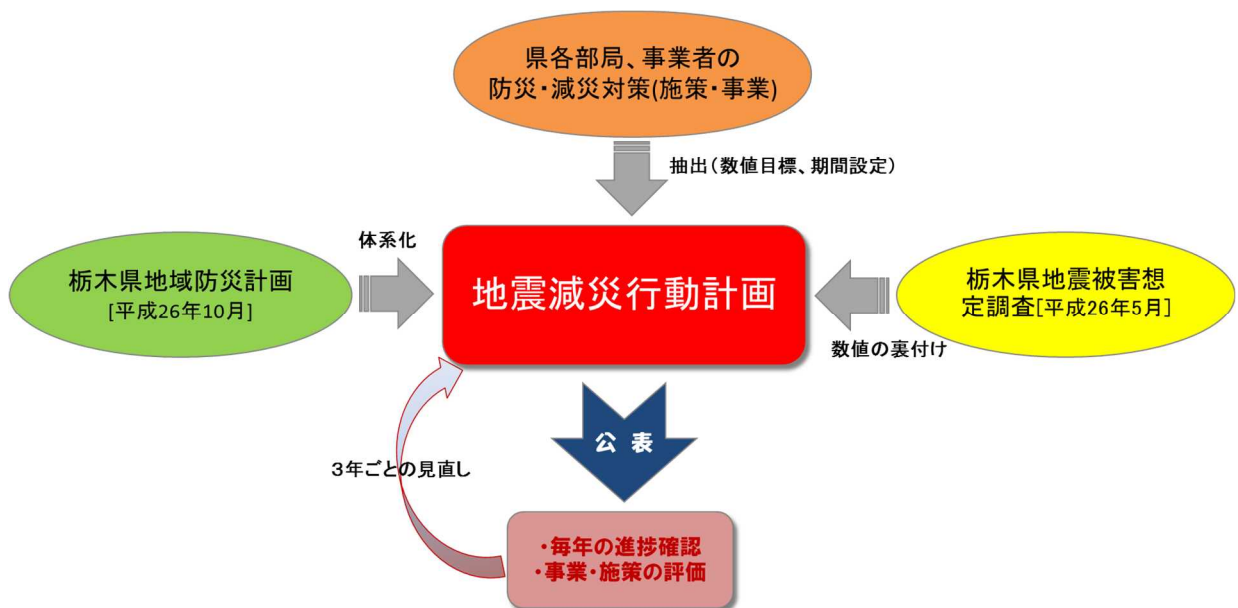 県各部局、事業者の
防災・減災対策(施策・事業)
抽出(数値目標、期間設定)
体系化
栃木県地域防災計画
[平成26年10月]
地震減災行動計画
栃木県地震被害想
定調査[平成26年5月]
数値の裏付け
公 表
３年ごとの見直し
・毎年の進捗確認
・事業・施策の評価